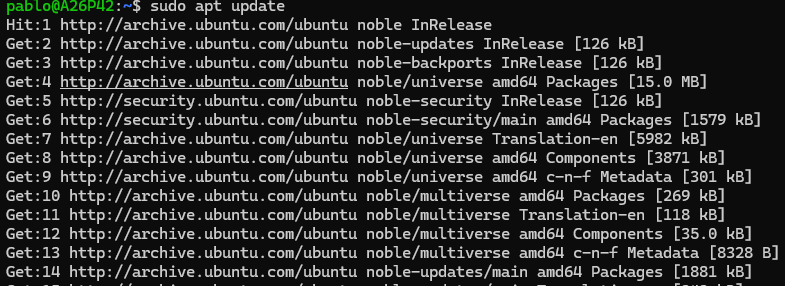 pablo@A26P42:~$ sudo apt update
Hit:1 http://archive.ubuntu.com/ubuntu noble InRelease
Get:2 http://archive.ubuntu.com/ubuntu noble-updates InRelease [126 kB]
Get:3 http://archive.ubuntu.com/ubuntu noble-backports InRelease [126 kB]
Get:4 http://archive.ubuntu.com/ubuntu noble/universe amd64 Packages [15.0 MB]
Get:5 http://security.ubuntu.com/ubuntu noble-security InRelease [126 kB]
Get:6 http://security.ubuntu.com/ubuntu noble-security/main amd64 Packages [1579 kB]
Get:7 http://archive.ubuntu.com/ubuntu noble/universe Translation-en [5982 kB]
Get:8 http://archive.ubuntu.com/ubuntu noble/universe amd64 Components [3871 kB]
Get:9 http://archive.ubuntu.com/ubuntu noble/universe amd64 c-n-f Metadata [301 kB]
Get:10 http://archive.ubuntu.com/ubuntu noble/multiverse amd64 Packages [269 kB]
Get:11 http://archive.ubuntu.com/ubuntu noble/multiverse Translation-en [118 kB]
Get:12 http://archive.ubuntu.com/ubuntu noble/multiverse amd64 Components [35.0 kB]
Get:13 http://archive.ubuntu.com/ubuntu noble/multiverse amd64 c-n-f Metadata [8328 B]
Get:14 http://archive.ubuntu.com/ubuntu noble-updates/main amd64 Packages [1881 kB]